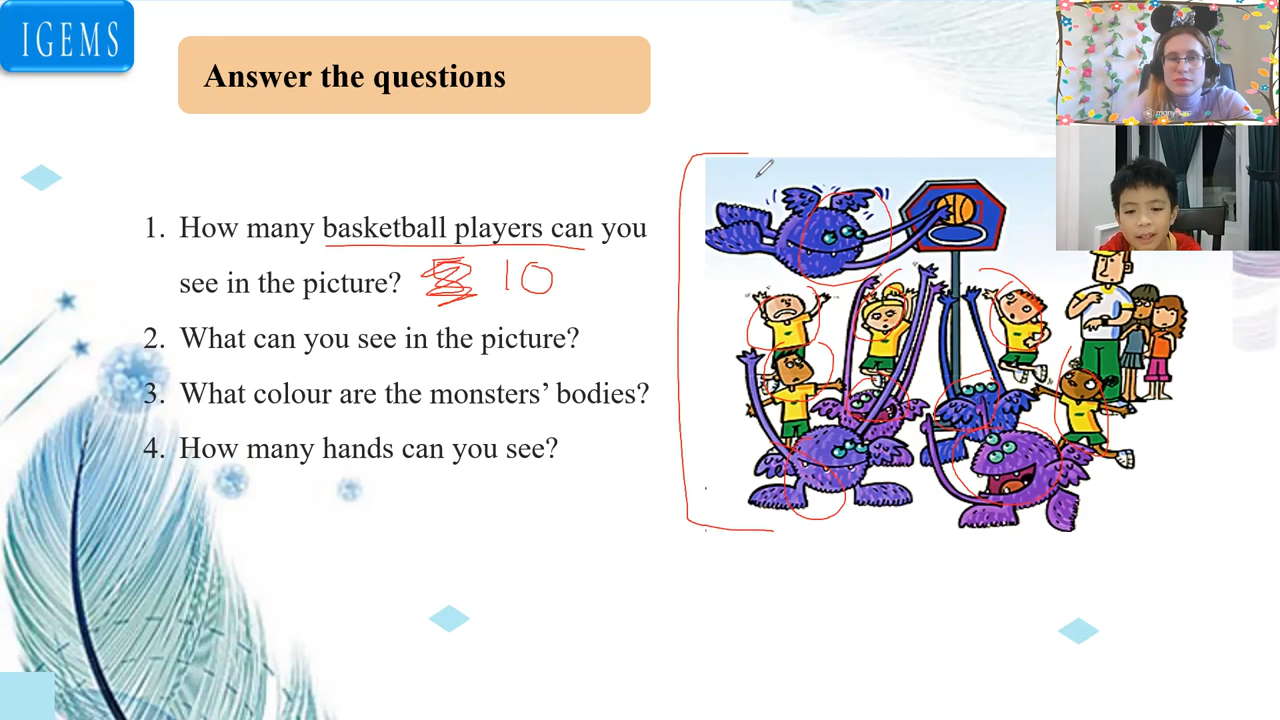 IGEMS
Answer the questions
1. How many basketball players can you
see in the picture? 10
2. What can you see in the picture?
3. What colour are the monsters’ bodies?
4. How many hands can you see?